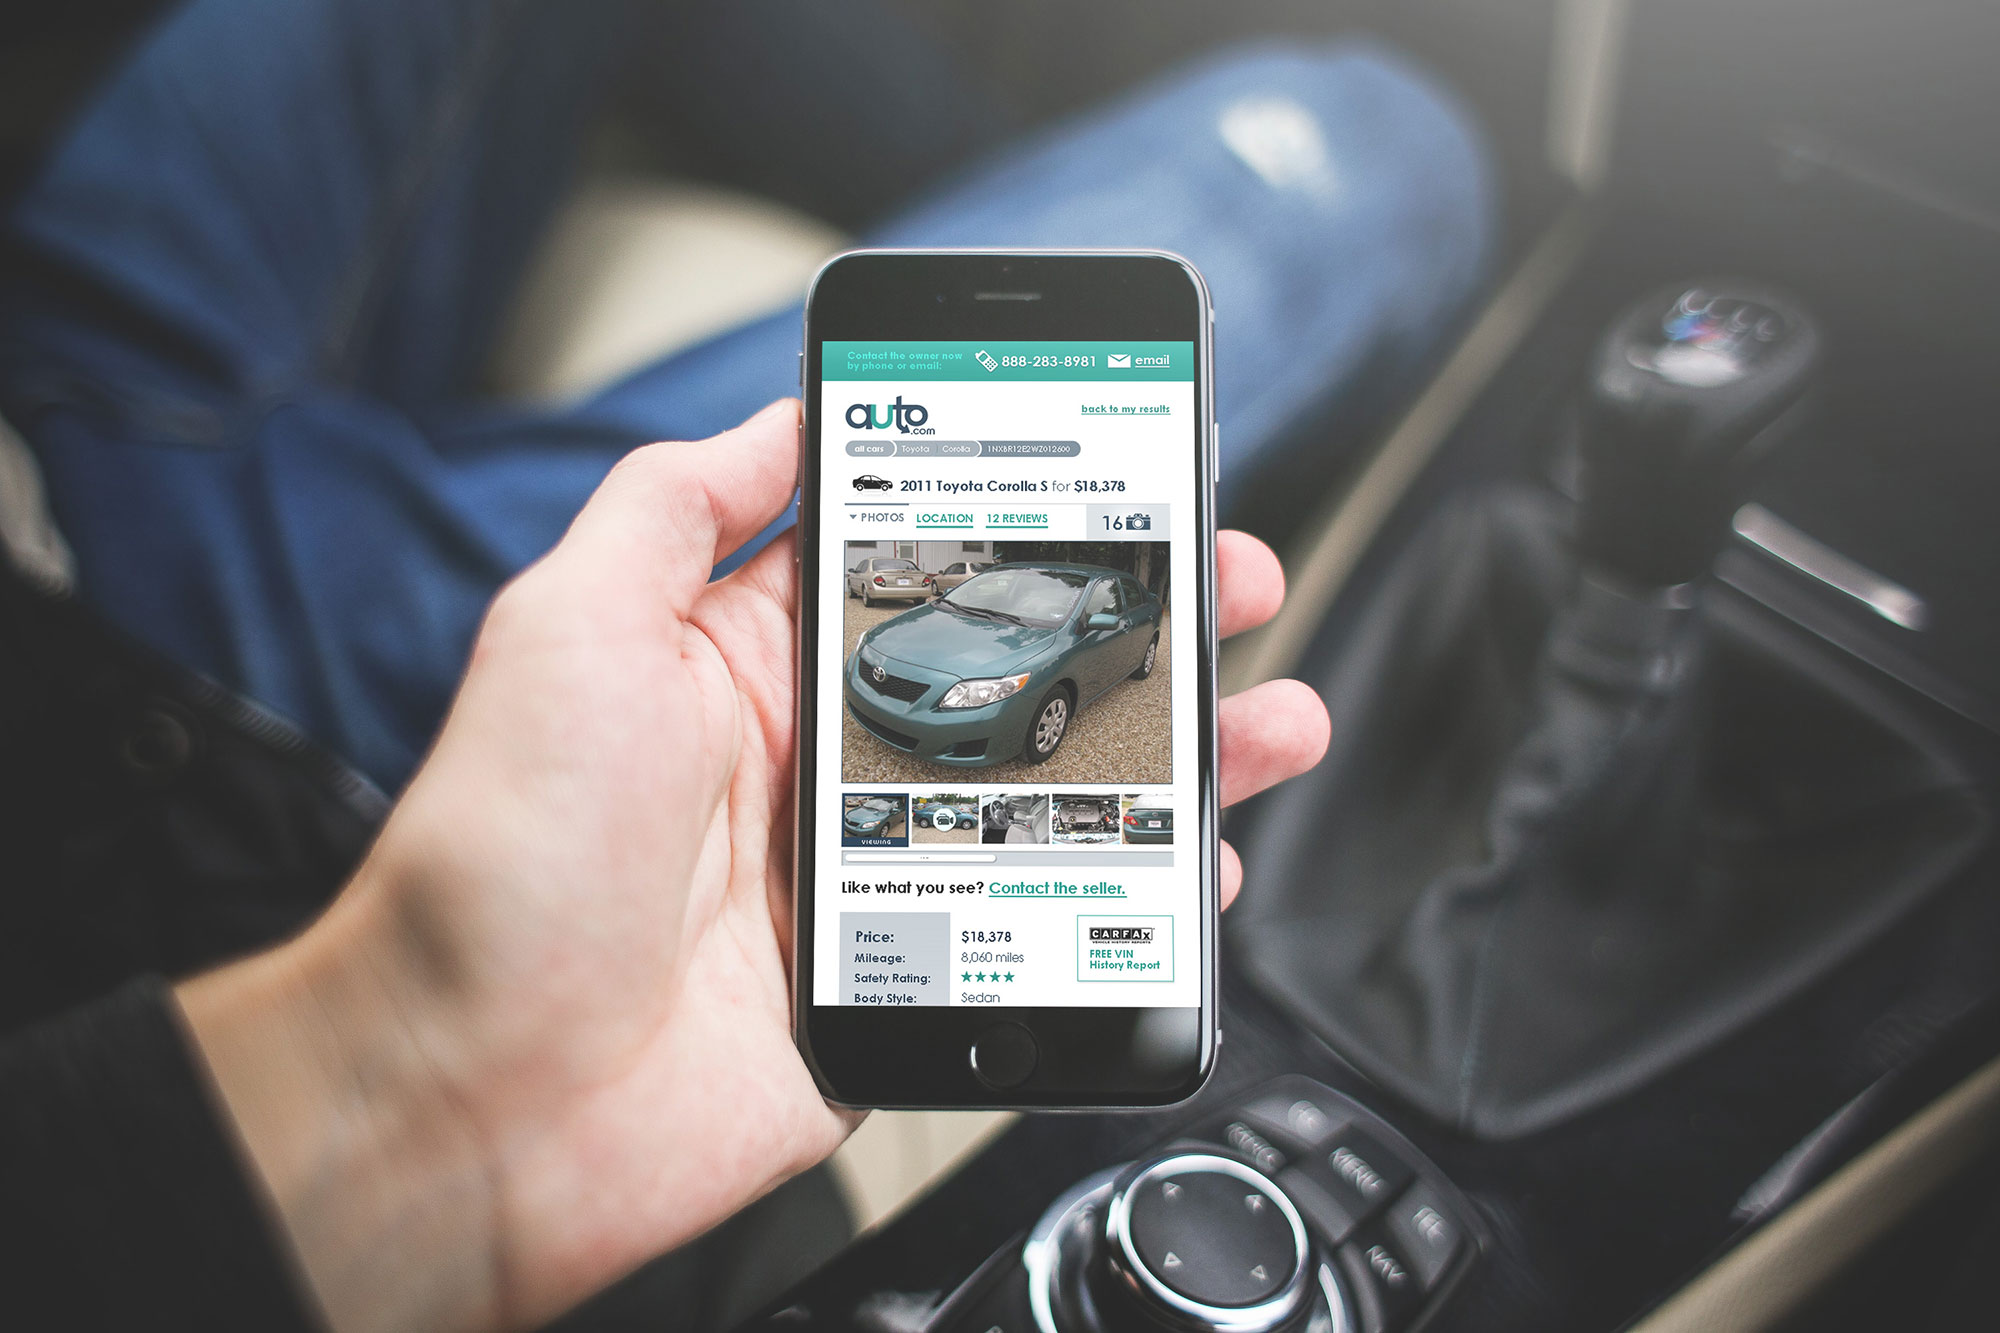 Contact the owner now
by phone or email:
888-283-8981
email
auto
.com
back to my results
all cars
Toyota
Corolla
1NXBR12E2WZ012600
2011 Toyota Corolla S for $18,378
PHOTOS
LOCATION
12 REVIEWS
16
VIEWING
Like what you see? Contact the seller.
Price: $18,378
Mileage: 8,060 miles
Safety Rating:
Body Style: Sedan
CARFAX
VEHICLE HISTORY REPORTS
FREE VIN
History Report
MENU
TEL
NAV